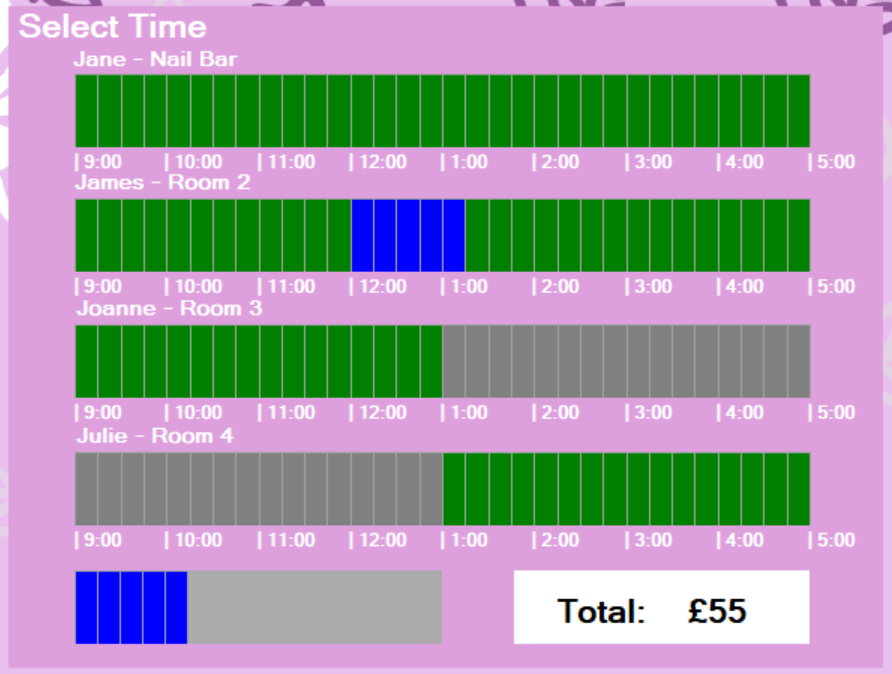 Select Time
Jane - Nail Bar
| 9:00 | 10:00 | 11:00 | 12:00 | 1:00 | 2:00 | 3:00 | 4:00 | 5:00
James - Room 2
| 9:00 | 10:00 | 11:00 | 12:00 | 1:00 | 2:00 | 3:00 | 4:00 | 5:00
Joanne - Room 3
| 9:00 | 10:00 | 11:00 | 12:00 | 1:00 | 2:00 | 3:00 | 4:00 | 5:00
Julie - Room 4
| 9:00 | 10:00 | 11:00 | 12:00 | 1:00 | 2:00 | 3:00 | 4:00 | 5:00
Total: £55